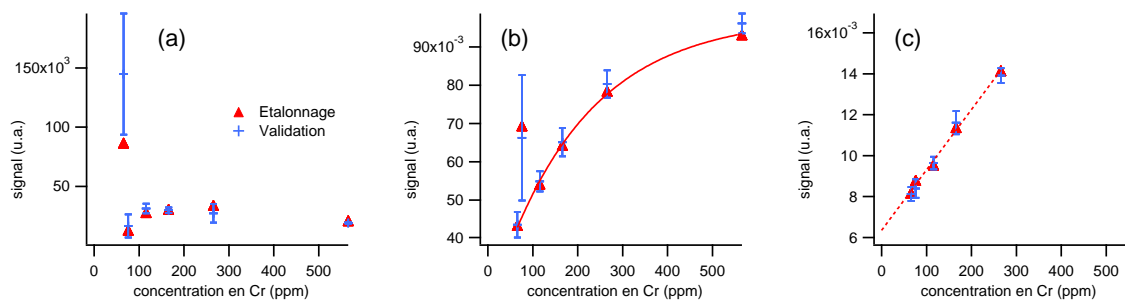 (a)
signal (u.a.)
150x10³
100
50
Etalonnage
Validation
0 100 200 300 400 500
concentration en Cr (ppm)
(b)
signal (u.a.)
90x10⁻³
80
70
60
50
40
0 100 200 300 400 500
concentration en Cr (ppm)
(c)
signal (u.a.)
16x10⁻³
14
12
10
8
6
0 100 200 300 400 500
concentration en Cr (ppm)